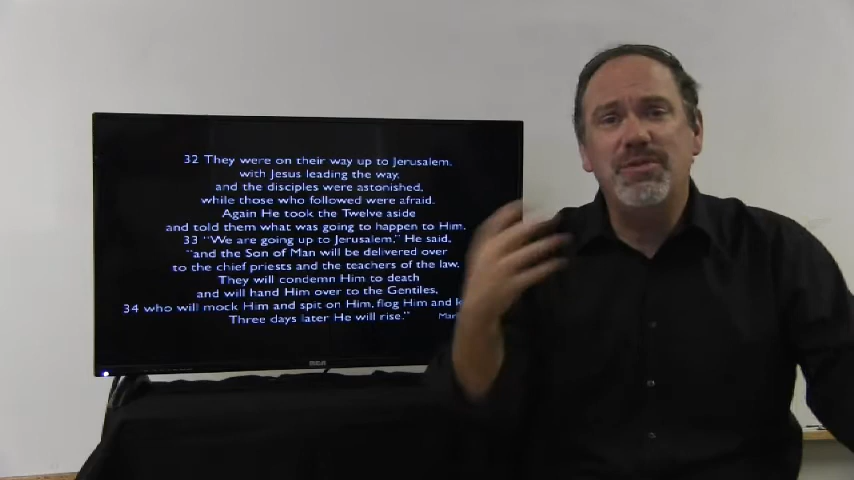 32 They were on their way up to Jerusalem,
with Jesus leading the way,
and the disciples were astonished,
while those who followed were afraid.
Again He took the Twelve aside
and told them what was going to happen to Him.
33 “We are going up to Jerusalem,” He said,
“and the Son of Man will be delivered over
to the chief priests and the teachers of the law.
They will condemn Him to death
and will hand Him over to the Gentiles,
34 who will mock Him and spit on Him, flog Him and
Three days later He will rise.”
RCA